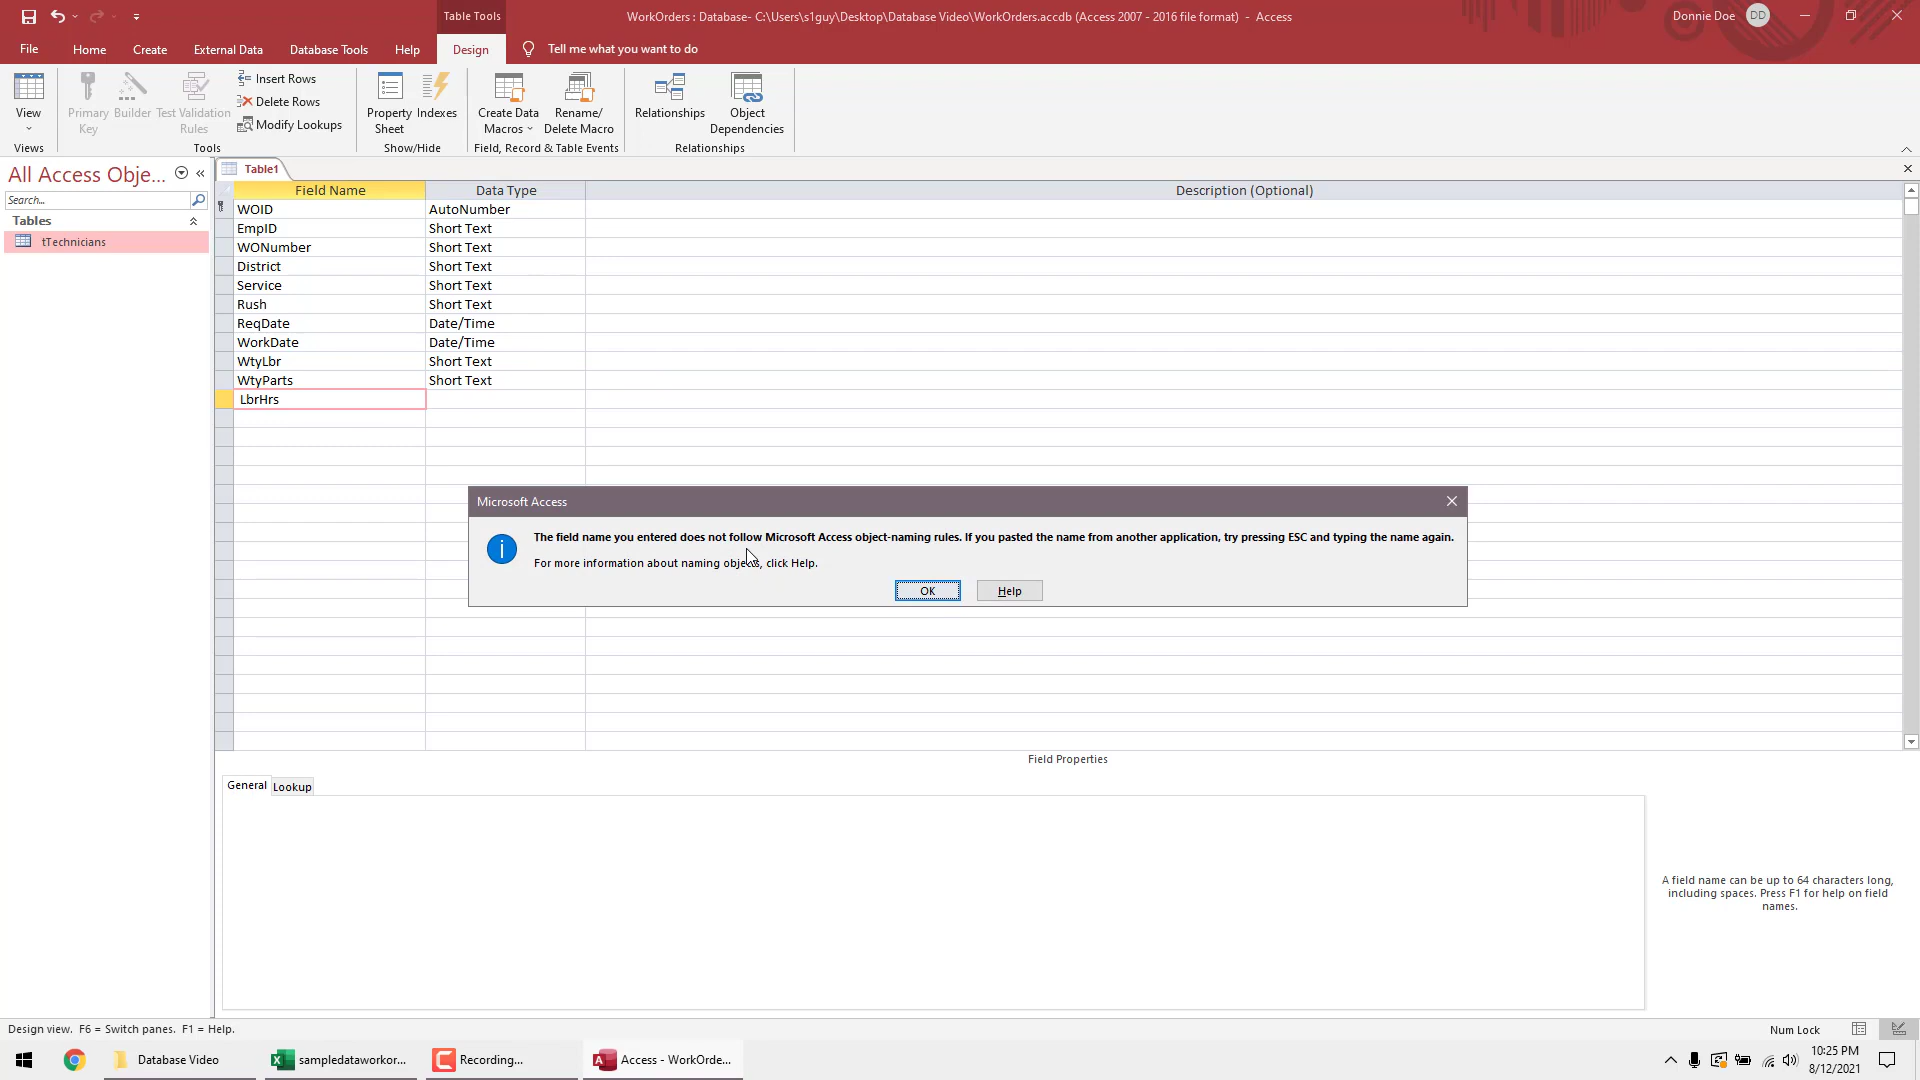 Table Tools
WorkOrders : Database- C:\Users\s1guy\Desktop\Database Video\WorkOrders.accdb (Access 2007 - 2016 file format) - Access
Donnie Doe
DD
File
Home
Create
External Data
Database Tools
Help
Design
Tell me what you want to do
View
Primary Key
Builder
Test Validation Rules
Insert Rows
Delete Rows
Modify Lookups
Property Sheet
Indexes
Create Data Macros
Rename/ Delete Macro
Relationships
Object Dependencies
Views
Tools
Show/Hide
Field, Record & Table Events
Relationships
All Access Obje...
Search...
Tables
tTechnicians
Table1
Field Name Data Type Description (Optional)
WOID AutoNumber
EmpID Short Text
WONumber Short Text
District Short Text
Service Short Text
Rush Short Text
ReqDate Date/Time
WorkDate Date/Time
WtyLbr Short Text
WtyParts Short Text
LbrHrs
Microsoft Access
The field name you entered does not follow Microsoft Access object-naming rules. If you pasted the name from another application, try pressing ESC and typing the name again.
For more information about naming objects, click Help.
OK
Help
Field Properties
General
Lookup
A field name can be up to 64 characters long,
including spaces. Press F1 for help on field
names.
Design view. F6 = Switch panes. F1 = Help.
Num Lock
Database Video
sampledataworkor...
Recording...
Access - WorkOrde...
10:25 PM
8/12/2021